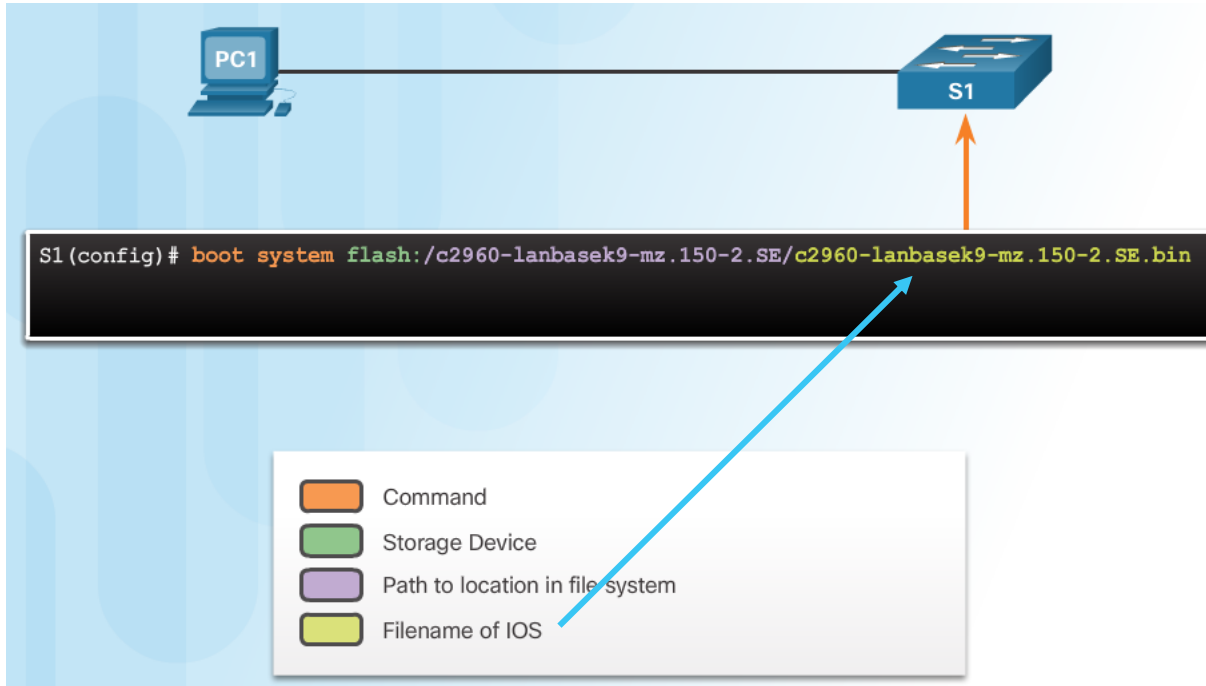 PC1
S1
S1(config)# boot system flash:/c2960-lanbasek9-mz.150-2.SE/c2960-lanbasek9-mz.150-2.SE.bin
Command
Storage Device
Path to location in file system
Filename of IOS